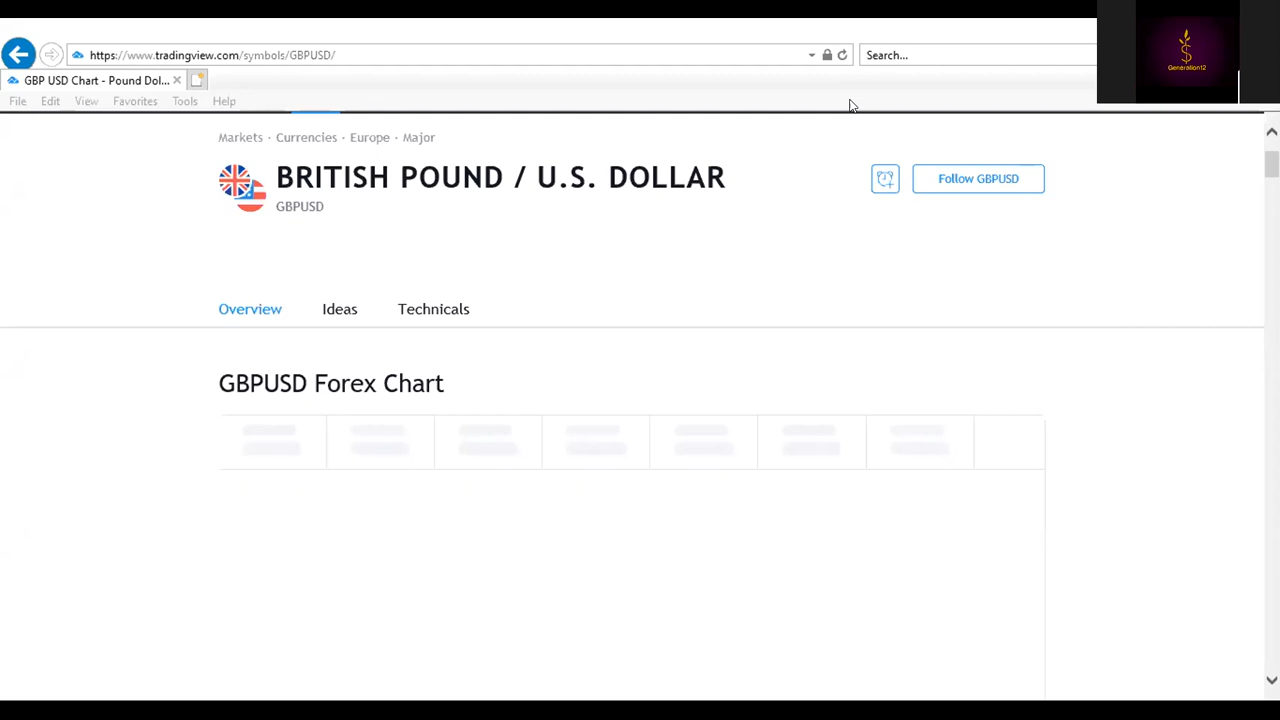 https://www.tradingview.com/symbols/GBPUSD/
Search...
GBP USD Chart - Pound Dol...
File Edit View Favorites Tools Help
Generation12
Markets · Currencies · Europe · Major
BRITISH POUND / U.S. DOLLAR
GBPUSD
Follow GBPUSD
Overview Ideas Technicals
GBPUSD Forex Chart